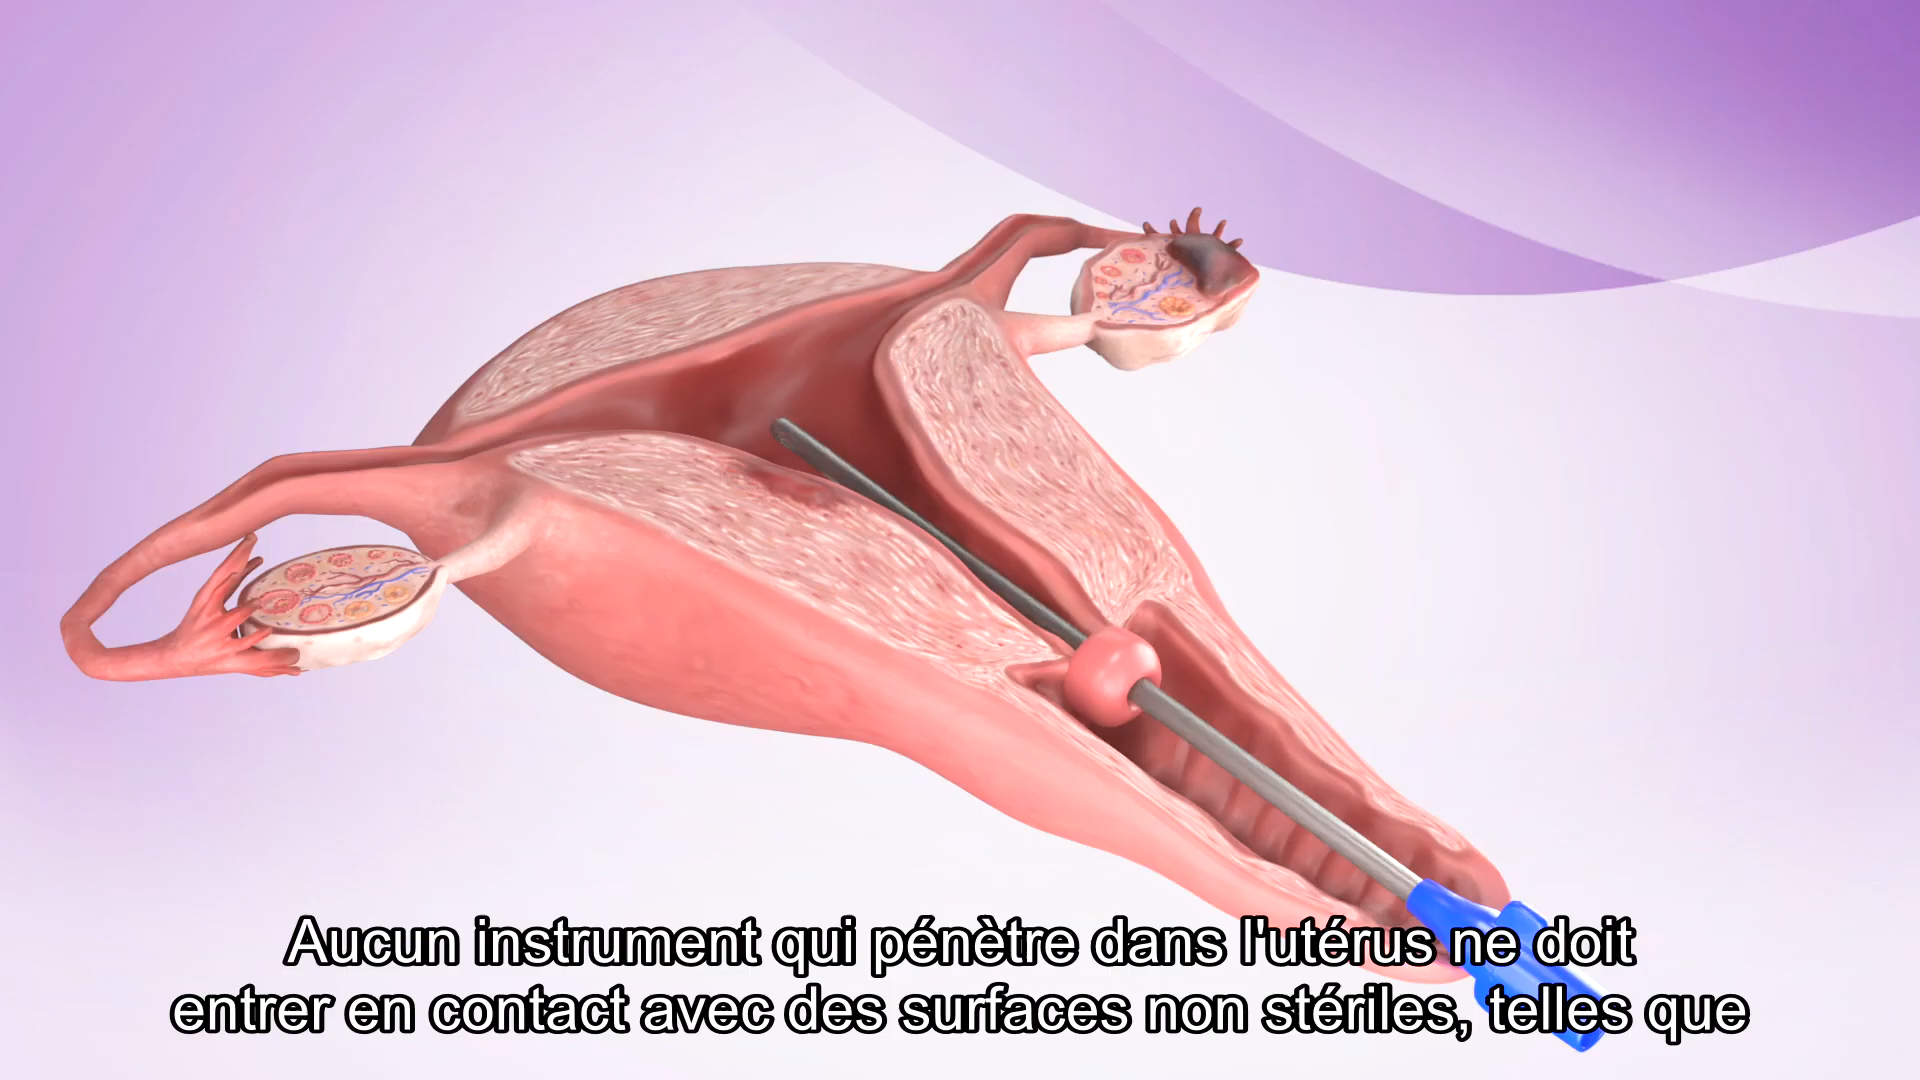 Aucun instrument qui pénètre dans l'utérus ne doit
entrer en contact avec des surfaces non stériles, telles que